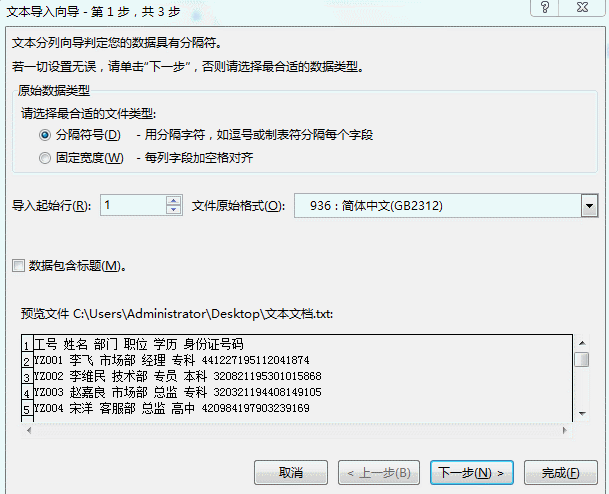 文本导入向导 - 第 1 步，共 3 步
文本分列向导判定您的数据具有分隔符。
若一切设置无误，请单击“下一步”，否则请选择最合适的数据类型。
原始数据类型
请选择最合适的文件类型:
分隔符号(D) - 用分隔字符，如逗号或制表符分隔每个字段
固定宽度(W) - 每列字段加空格对齐
导入起始行(R): 1 文件原始格式(O): 936 : 简体中文(GB2312)
数据包含标题(M)。
预览文件 C:\Users\Administrator\Desktop\文本文档.txt:
1 工号 姓名 部门 职位 学历 身份证号码
2 YZ001 李飞 市场部 经理 专科 441227195112041874
3 YZ002 李维民 技术部 专员 本科 320821195301015868
4 YZ003 赵嘉良 市场部 总监 专科 320321194408149105
5 YZ004 宋洋 客服部 总监 高中 420984197903239169
取消 < 上一步(B) 下一步(N) > 完成(F)